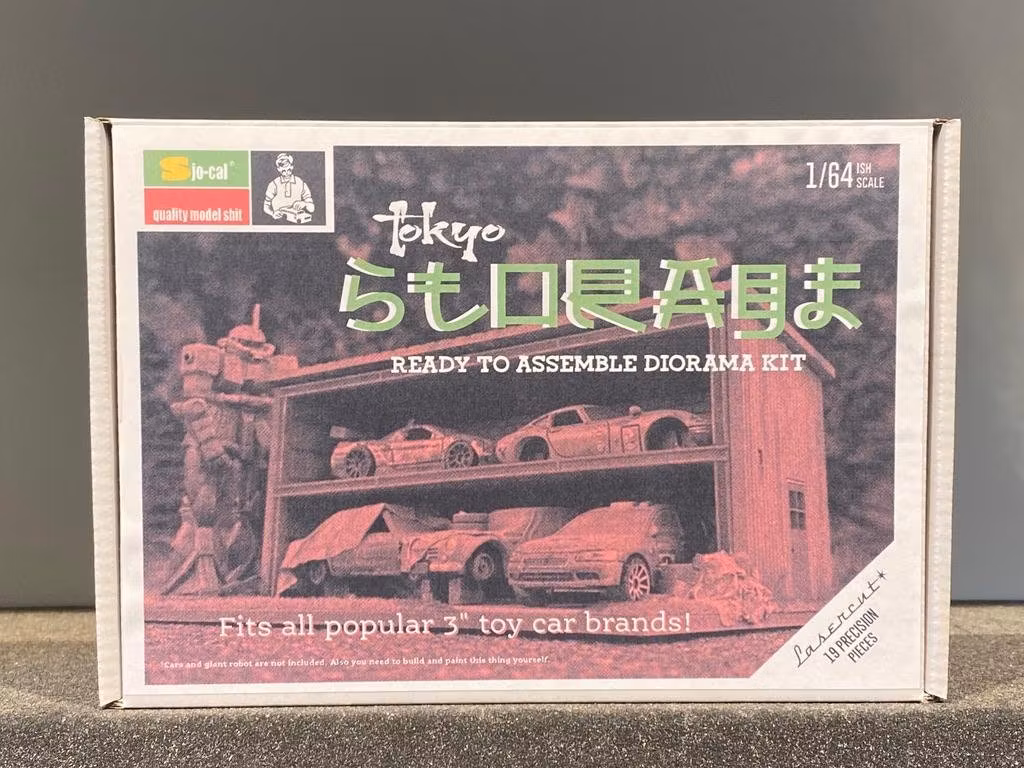 Sjo-cal®
quality model shit
1/64 ISH SCALE
tokyo
STORAGE
READY TO ASSEMBLE DIORAMA KIT
Fits all popular 3" toy car brands!
*Cars and giant robot are not included. Also you need to build and paint this thing yourself.
Lasercut*
19 PRECISION
PIECES